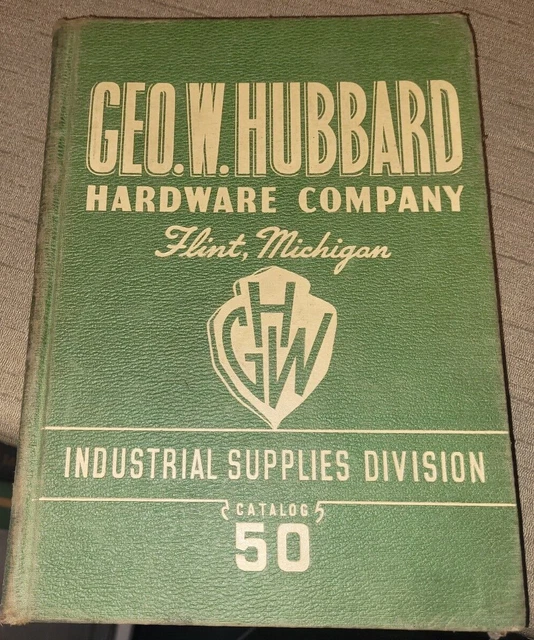 GEO.W.HUBBARD
HARDWARE COMPANY
Flint, Michigan
GHW
INDUSTRIAL SUPPLIES DIVISION
CATALOG
50